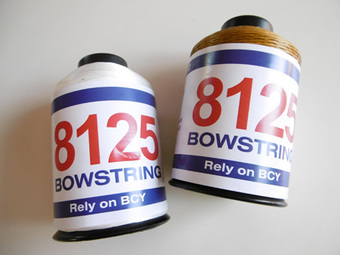 8125
BOWSTRING
Rely on BCY
8125
BOWSTRING
Rely on BCY